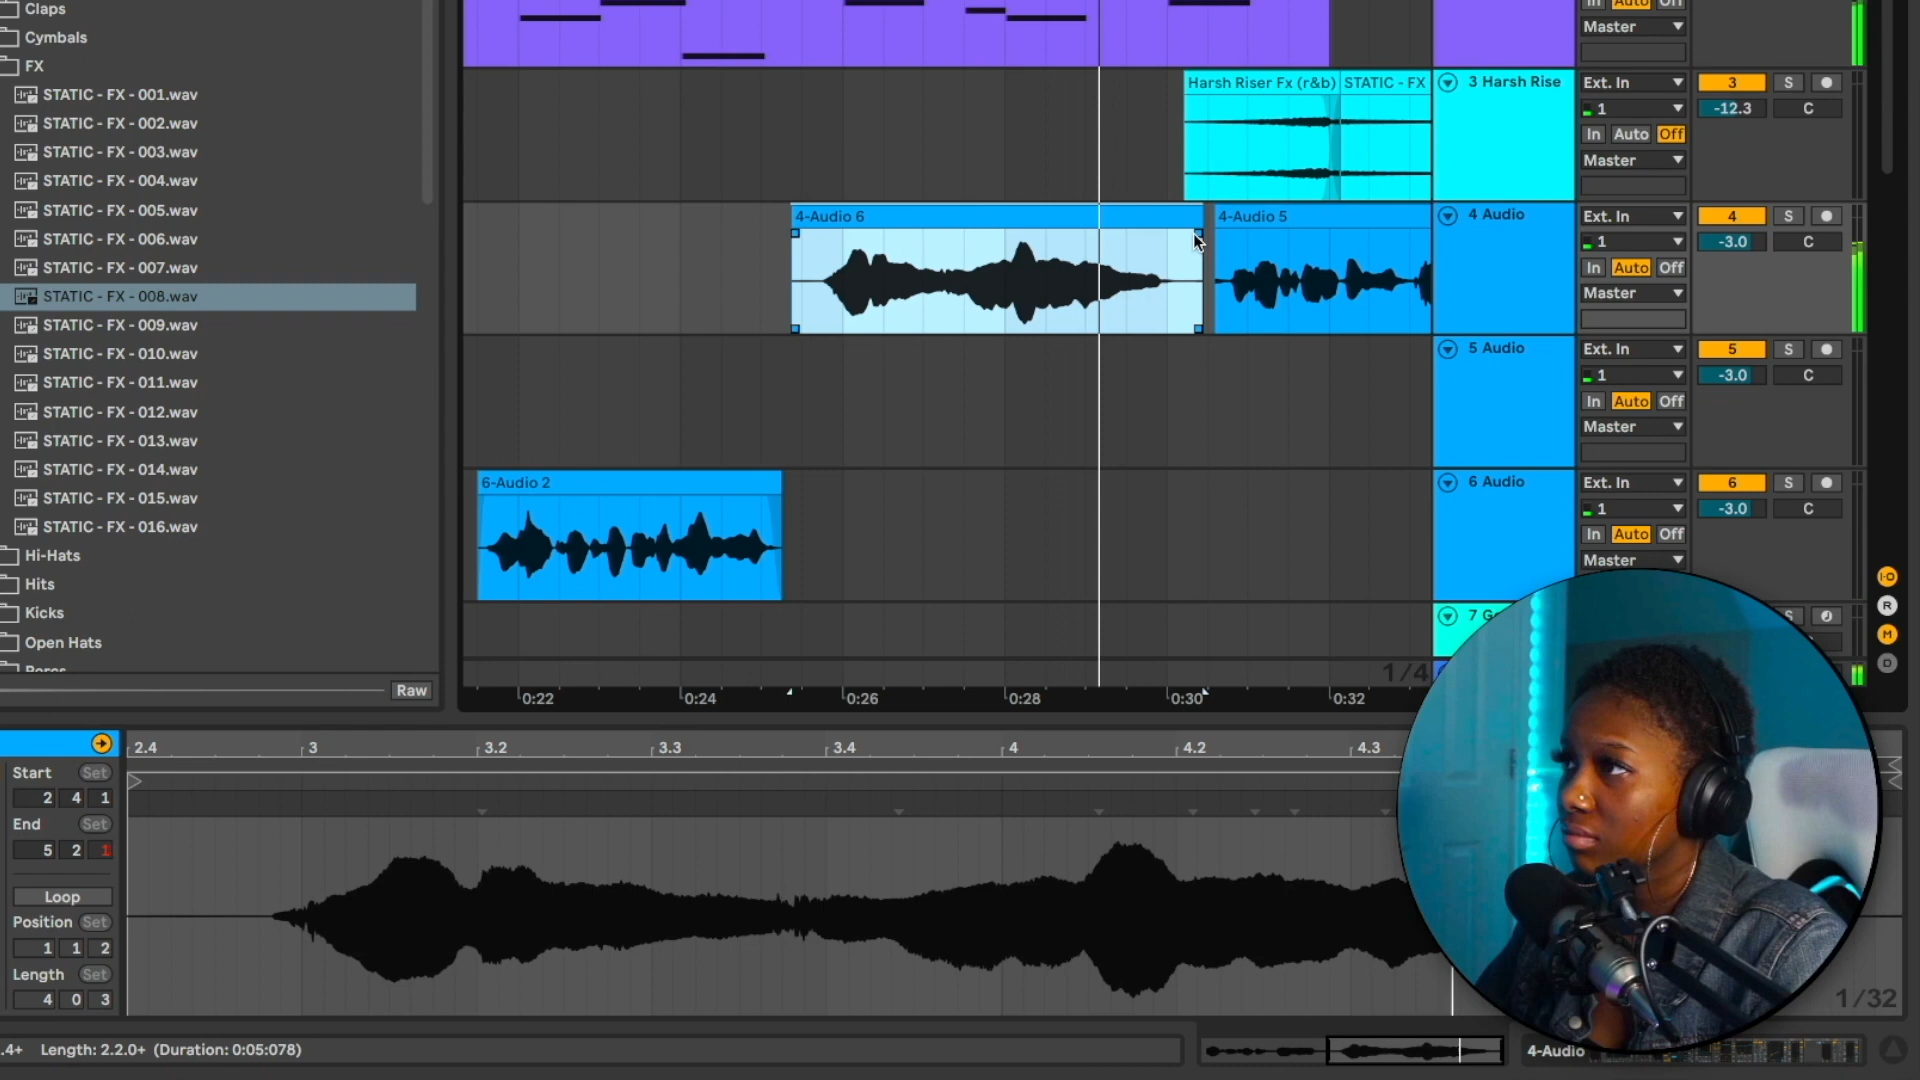 Claps
Cymbals
FX
STATIC - FX - 001.wav
STATIC - FX - 002.wav
STATIC - FX - 003.wav
STATIC - FX - 004.wav
STATIC - FX - 005.wav
STATIC - FX - 006.wav
STATIC - FX - 007.wav
STATIC - FX - 008.wav
STATIC - FX - 009.wav
STATIC - FX - 010.wav
STATIC - FX - 011.wav
STATIC - FX - 012.wav
STATIC - FX - 013.wav
STATIC - FX - 014.wav
STATIC - FX - 015.wav
STATIC - FX - 016.wav
Hi-Hats
Hits
Kicks
Open Hats
Raw
In Auto Off
Master
Harsh Riser Fx (r&b) STATIC - FX
3 Harsh Rise
Ext. In
3 S
1
-12.3 C
In Auto Off
Master
4-Audio 6
4-Audio 5
4 Audio
Ext. In
4 S
1
-3.0 C
In Auto Off
Master
5 Audio
Ext. In
5 S
1
-3.0 C
In Auto Off
Master
6-Audio 2
6 Audio
Ext. In
6 S
1
-3.0 C
In Auto Off
Master
7
S
1/4
0:22 0:24 0:26 0:28 0:30 0:32
I-O
R
M
D
2.4 3 3.2 3.3 3.4 4 4.2 4.3
Start Set
2 4 1
End Set
5 2 1
Loop
Position Set
1 1 2
Length Set
4 0 3
1/32
.4+ Length: 2.2.0+ (Duration: 0:05:078)
4-Audio